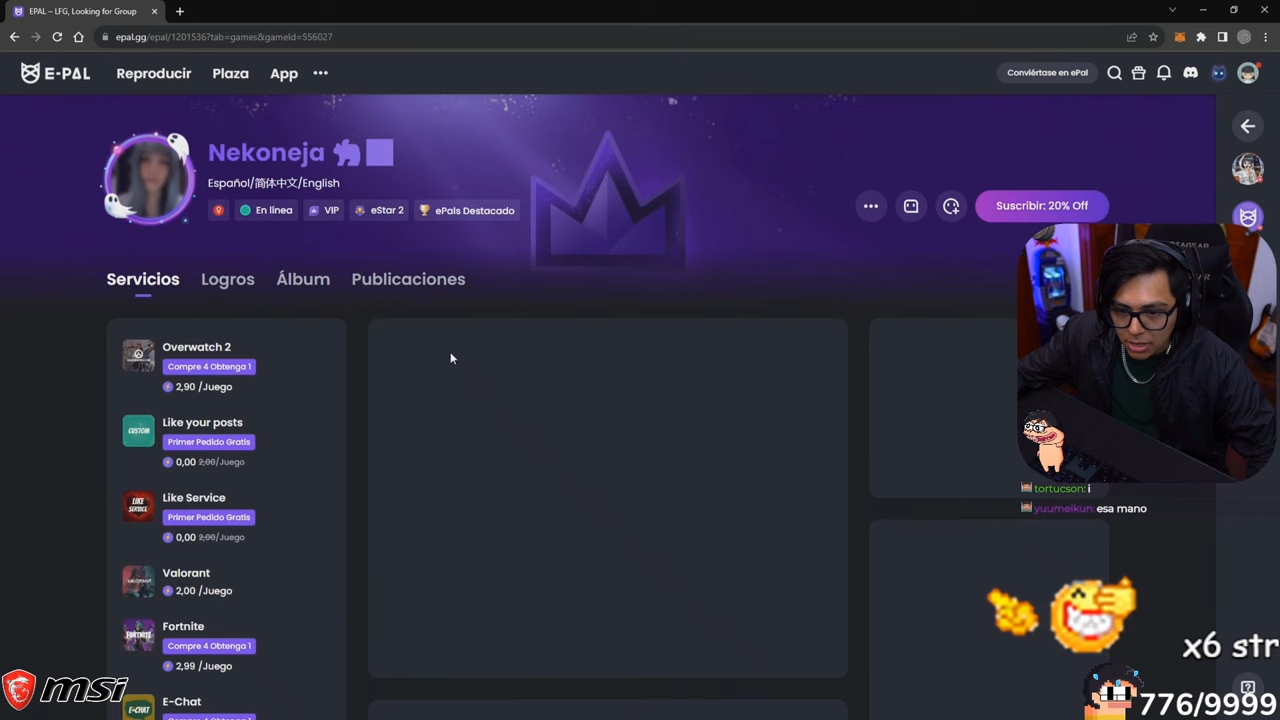 EPAL – LFG, Looking for Group
epal.gg/epal/1201536?tab=games&gameId=556027
E-PAL
Reproducir
Plaza
App
Conviértase en ePal
Nekoneja
Español/简体中文/English
En línea
VIP
eStar 2
ePals Destacado
Suscribir: 20% Off
Servicios
Logros
Álbum
Publicaciones
Overwatch 2
Compre 4 Obtenga 1
2,90 /Juego
CUSTOM
Like your posts
Primer Pedido Gratis
0,00 2,00/Juego
LIKE
SERVICE
Like Service
Primer Pedido Gratis
0,00 2,00/Juego
VALORANT
Valorant
2,00 /Juego
FORTNITE
Fortnite
Compre 4 Obtenga 1
2,99 /Juego
E-CHAT
E-Chat
tortucson: i
yuumeikun: esa mano
x6 str
msi
776/9999